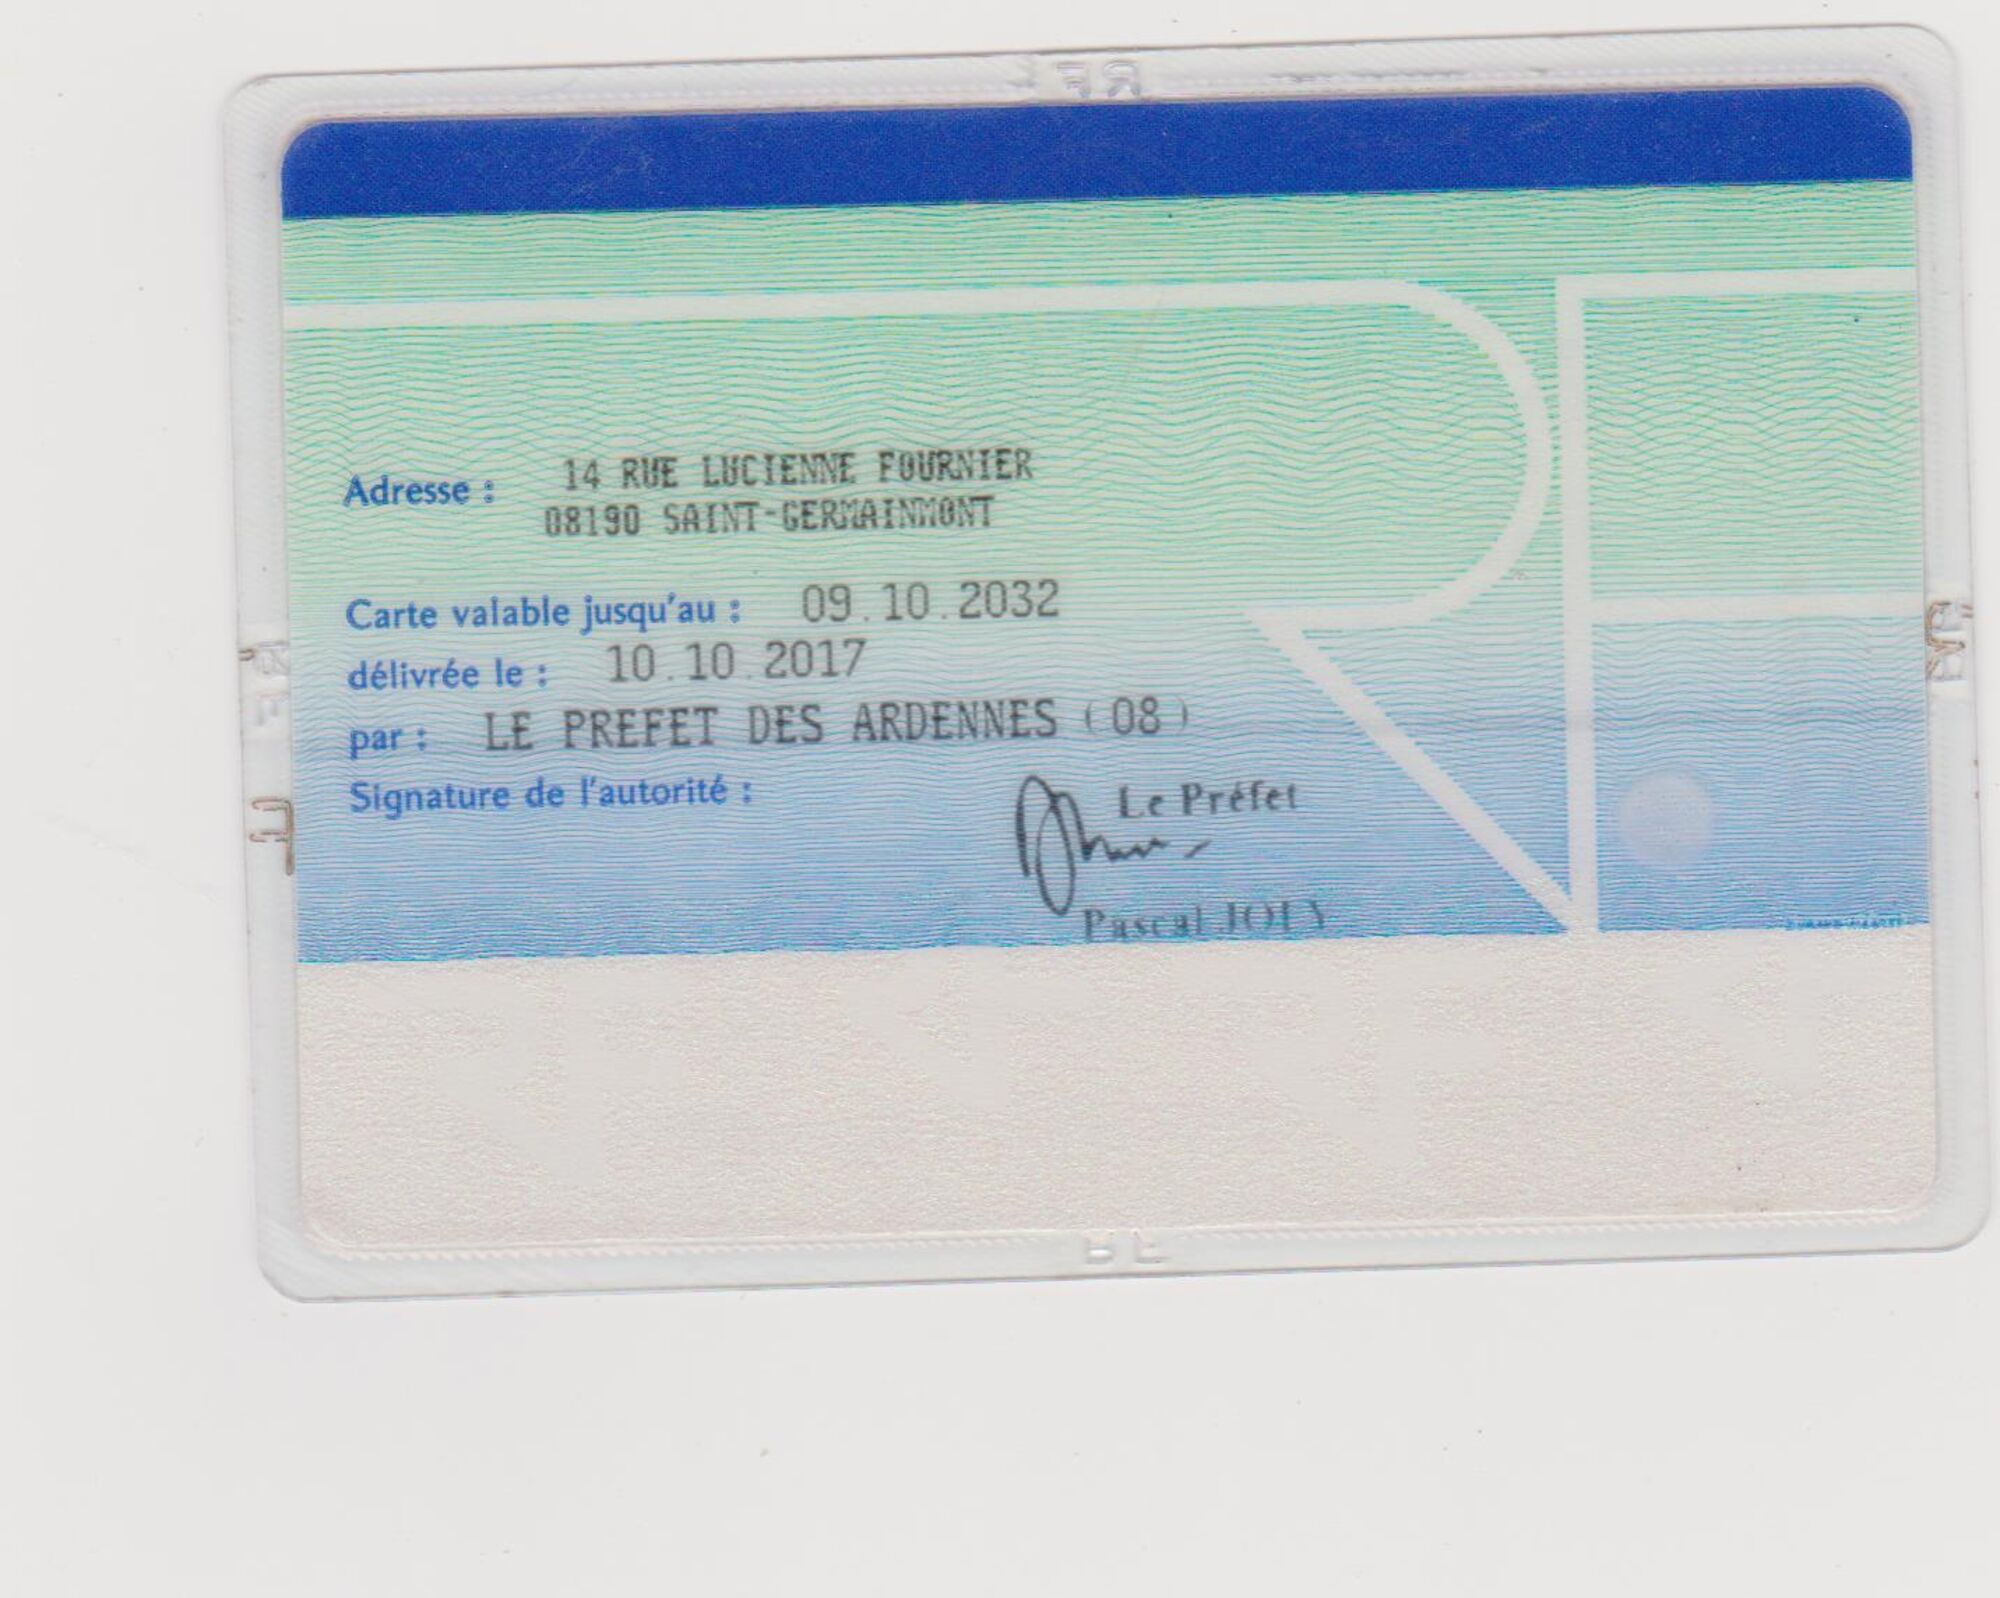 Adresse : 14 RUE LUCIENNE FOURNIER
08190 SAINT-GERMAINMONT
Carte valable jusqu'au : 09.10.2032
délivrée le : 10.10.2017
par : LE PREFET DES ARDENNES (08)
Signature de l'autorité :
Le Préfet
Pascal JOLY
RF